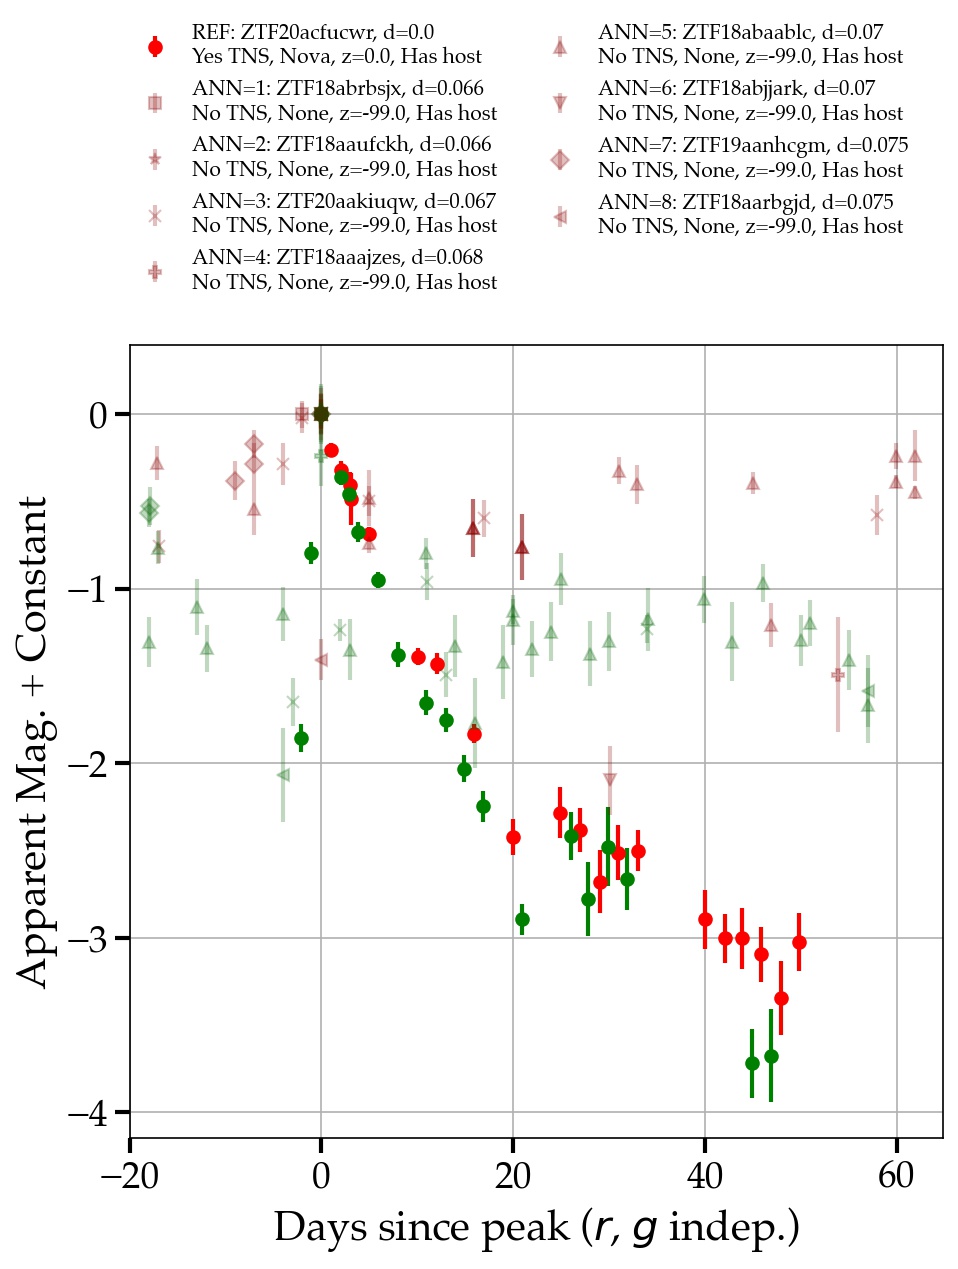 REF: ZTF20acfucwr, d=0.0
Yes TNS, Nova, z=0.0, Has host
ANN=1: ZTF18abrbsjx, d=0.066
No TNS, None, z=-99.0, Has host
ANN=2: ZTF18aaufckh, d=0.066
No TNS, None, z=-99.0, Has host
ANN=3: ZTF20aakiuqw, d=0.067
No TNS, None, z=-99.0, Has host
ANN=4: ZTF18aaajzes, d=0.068
No TNS, None, z=-99.0, Has host
ANN=5: ZTF18abaablc, d=0.07
No TNS, None, z=-99.0, Has host
ANN=6: ZTF18abjjark, d=0.07
No TNS, None, z=-99.0, Has host
ANN=7: ZTF19aanhcgm, d=0.075
No TNS, None, z=-99.0, Has host
ANN=8: ZTF18aarbgjd, d=0.075
No TNS, None, z=-99.0, Has host
Apparent Mag. + Constant
0
−1
−2
−3
−4
−20
0
20
40
60
Days since peak (r, g indep.)